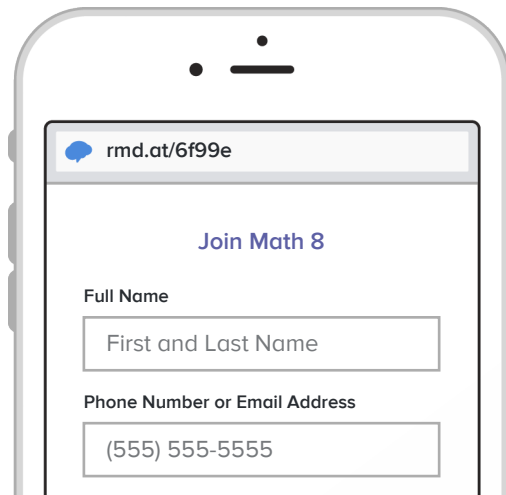 rmd.at/6f99e
Join Math 8
Full Name
First and Last Name
Phone Number or Email Address
(555) 555-5555